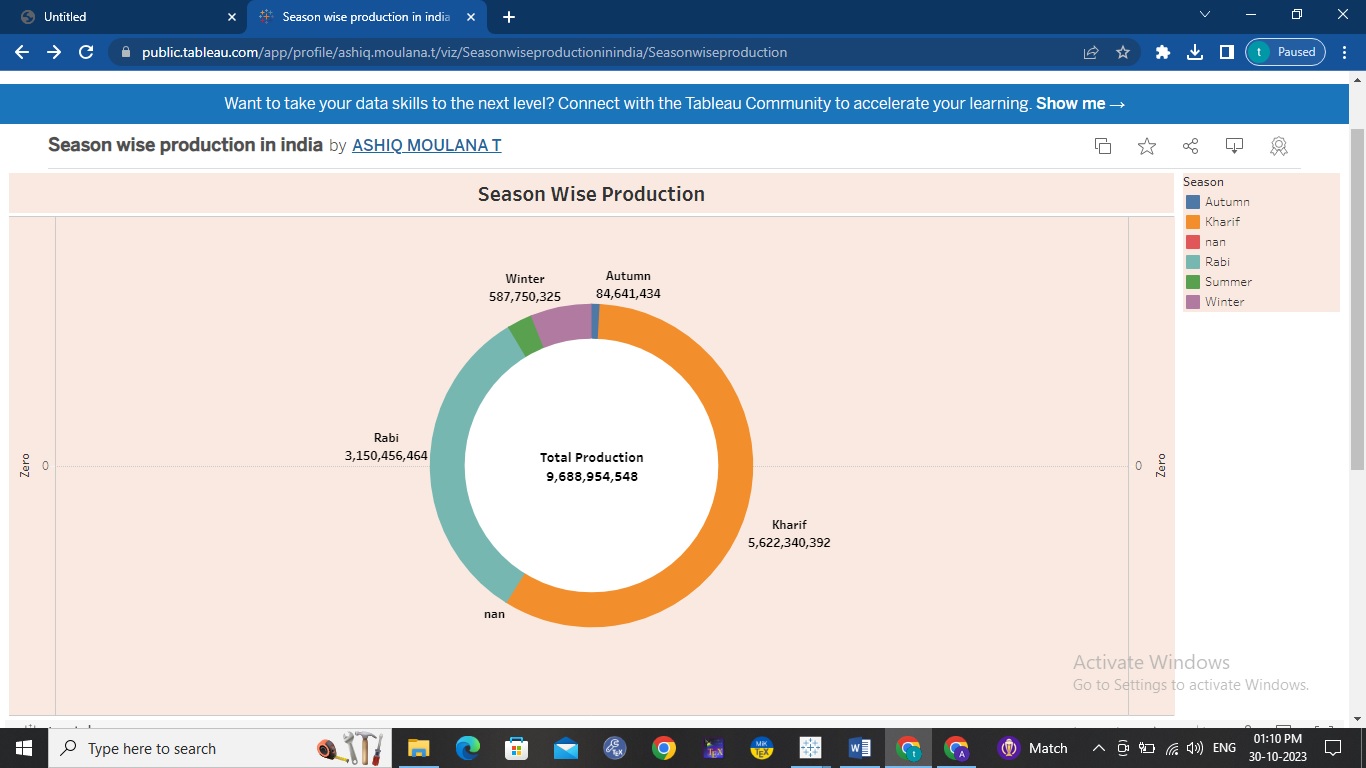 Untitled
Season wise production in india
public.tableau.com/app/profile/ashiq.moulana.t/viz/Seasonwiseproductioninindia/Seasonwiseproduction
t Paused
Want to take your data skills to the next level? Connect with the Tableau Community to accelerate your learning. Show me →
Season wise production in india by ASHIQ MOULANA T
Season Wise Production
Season
Autumn
Kharif
nan
Rabi
Summer
Winter
Winter
587,750,325
Autumn
84,641,434
Rabi
3,150,456,464
Total Production
9,688,954,548
Zero
0
0
Zero
Kharif
5,622,340,392
nan
Activate Windows
Go to Settings to activate Windows.
Type here to search
Match
ENG
01:10 PM
30-10-2023